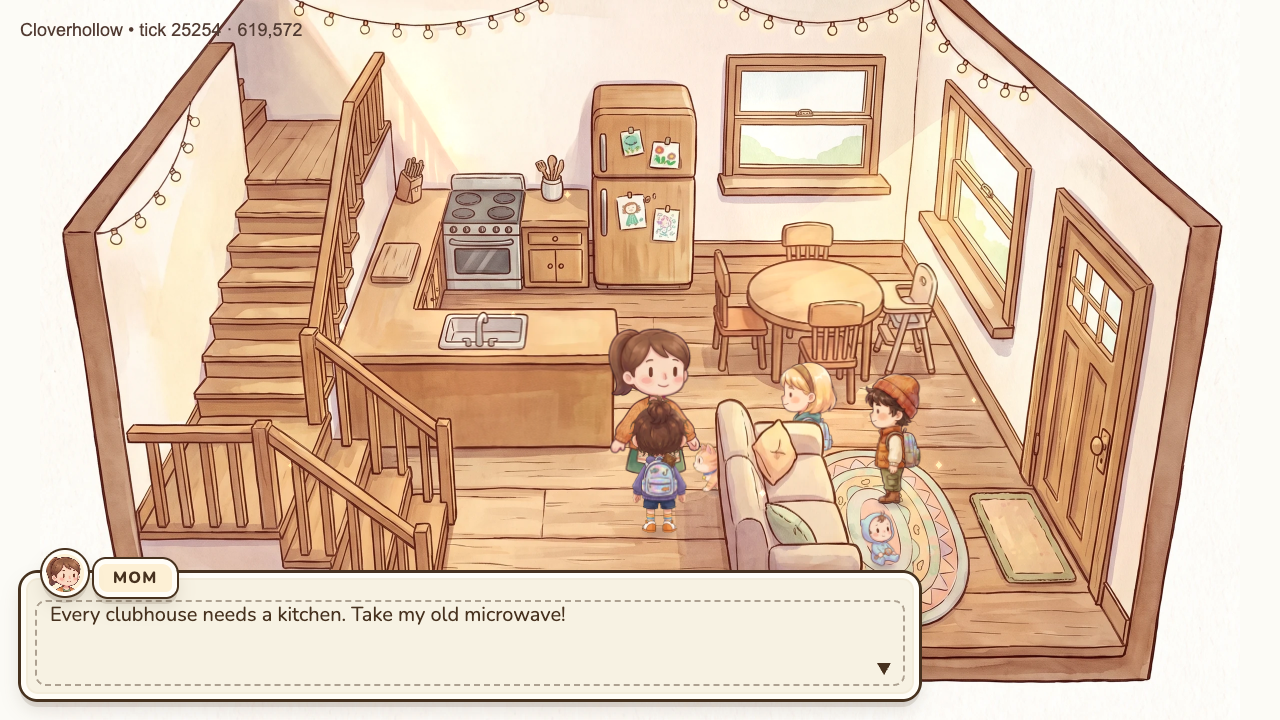 Cloverhollow • tick 25254 · 619,572
MOM
Every clubhouse needs a kitchen. Take my old microwave!